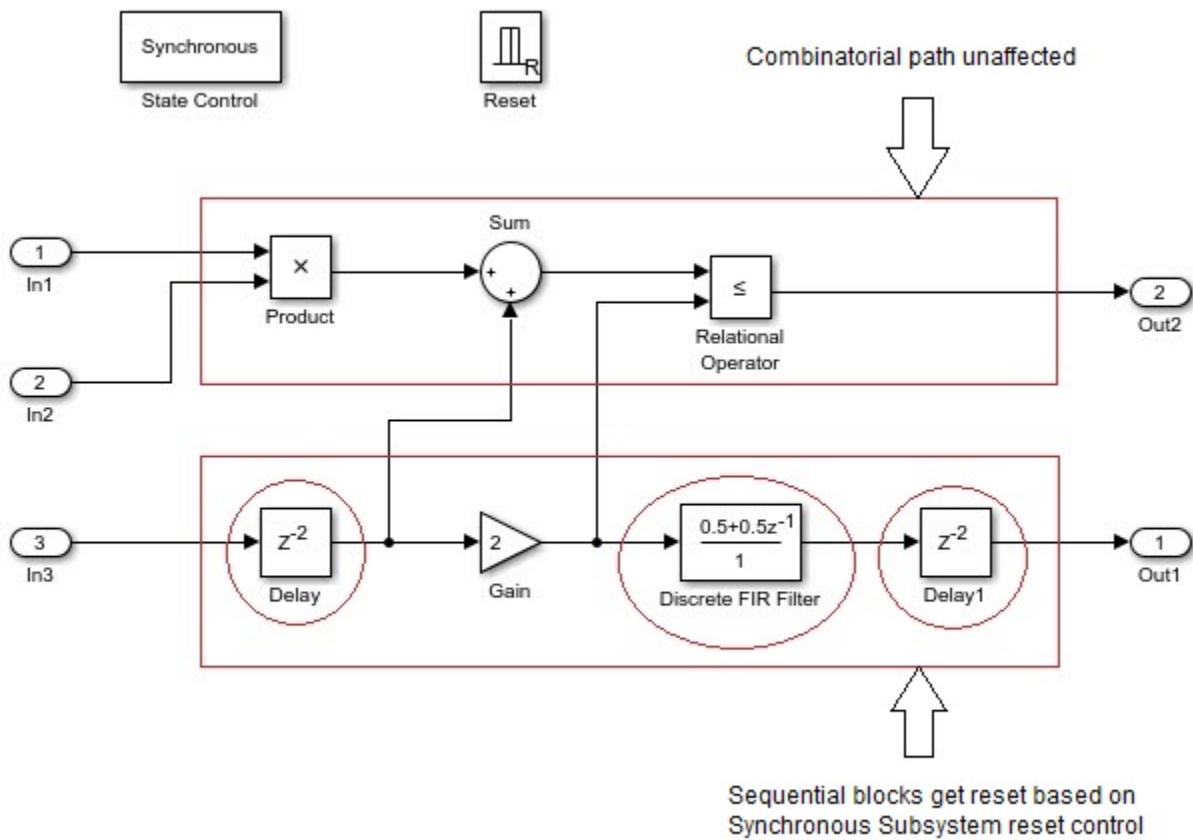 Synchronous
State Control
R
Reset
Combinatorial path unaffected
1
In1
2
In2
×
Product
Sum
+
+
≤
Relational
Operator
2
Out2
3
In3
z-2
Delay
2
Gain
0.5+0.5z-1
1
Discrete FIR Filter
z-2
Delay1
1
Out1
Sequential blocks get reset based on
Synchronous Subsystem reset control